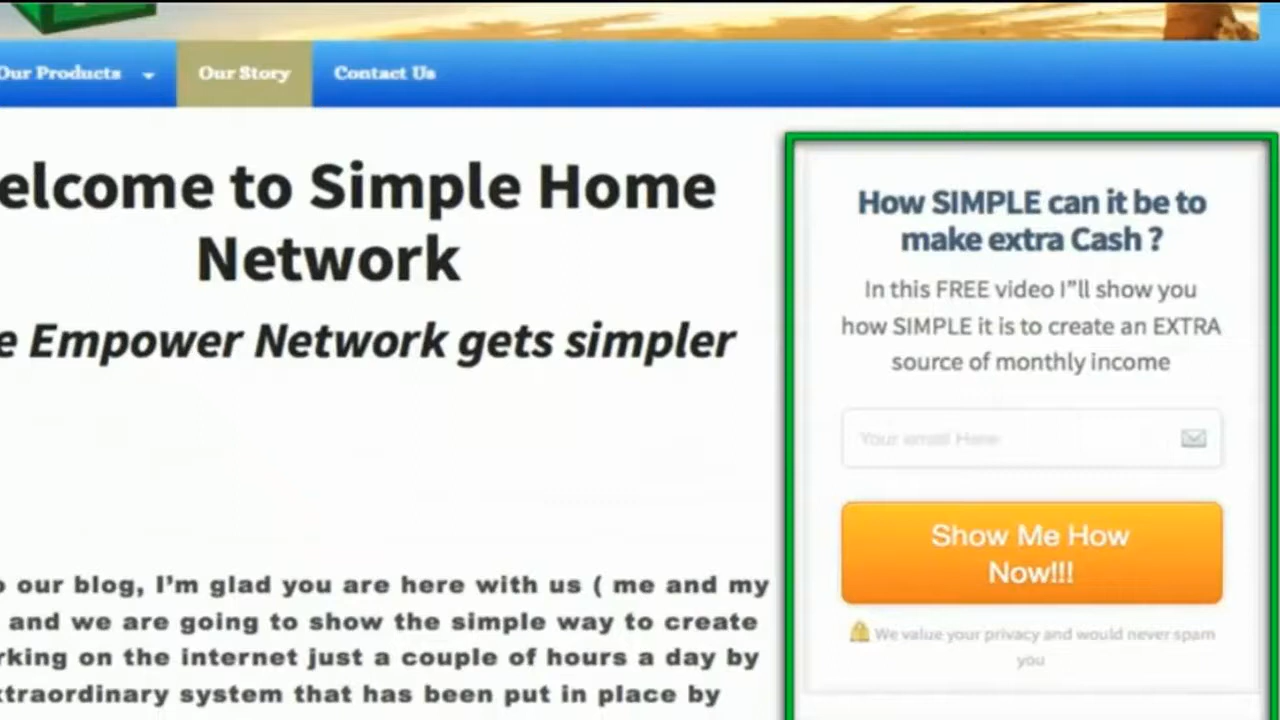 Our Products
Our Story
Contact Us
elcome to Simple Home
Network
e Empower Network gets simpler
o our blog, I'm glad you are here with us ( me and my
and we are going to show the simple way to create
rking on the internet just a couple of hours a day by
xtraordinary system that has been put in place by
How SIMPLE can it be to
make extra Cash ?
In this FREE video I"ll show you
how SIMPLE it is to create an EXTRA
source of monthly income
Your email Here
Show Me How
Now!!!
We value your privacy and would never spam
you